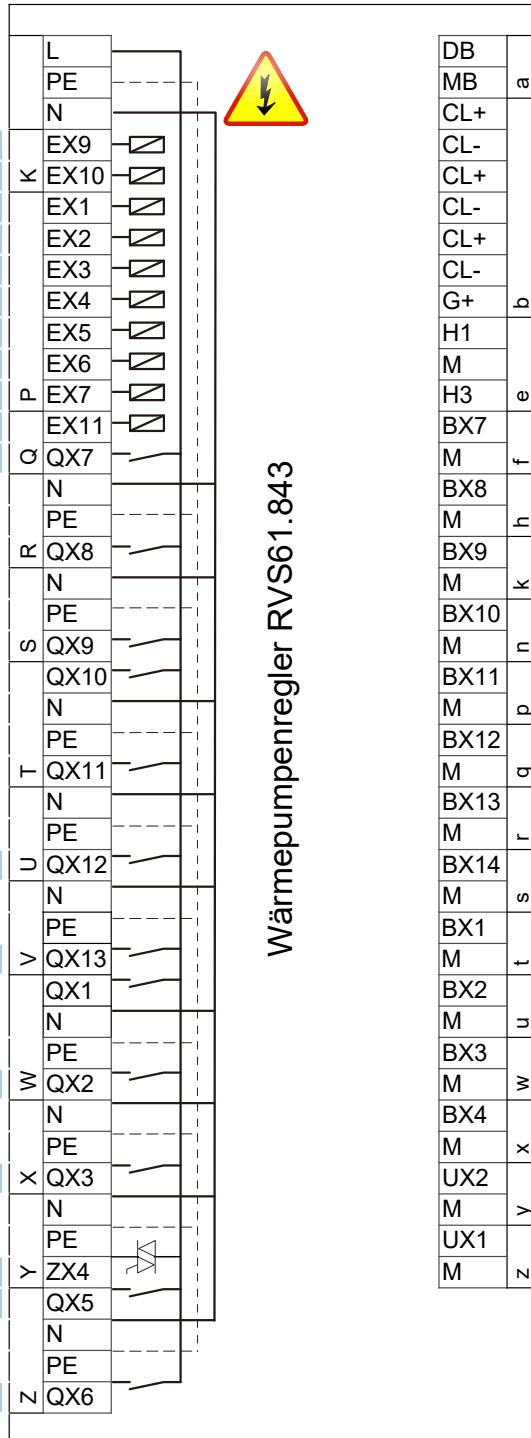 L
PE
N
K EX9
EX10
P EX1
EX2
EX3
EX4
EX5
EX6
EX7
Q EX11
QX7
R N
PE
QX8
S N
PE
QX9
T QX10
N
PE
QX11
U N
PE
QX12
V N
PE
QX13
W QX1
N
PE
QX2
X N
PE
QX3
Y N
PE
ZX4
Z QX5
N
PE
QX6
Wärmepumpenregler RVS61.843
DB a
MB
CL+ b
CL-
CL+
CL-
CL+
CL-
G+
H1 e
M
H3
BX7 f
M
BX8 h
M
BX9 k
M
BX10 n
M
BX11 p
M
BX12 q
M
BX13 r
M
BX14 s
M
BX1 t
M
BX2 u
M
BX3 w
M
BX4 x
M
UX2 y
M
UX1 z
M